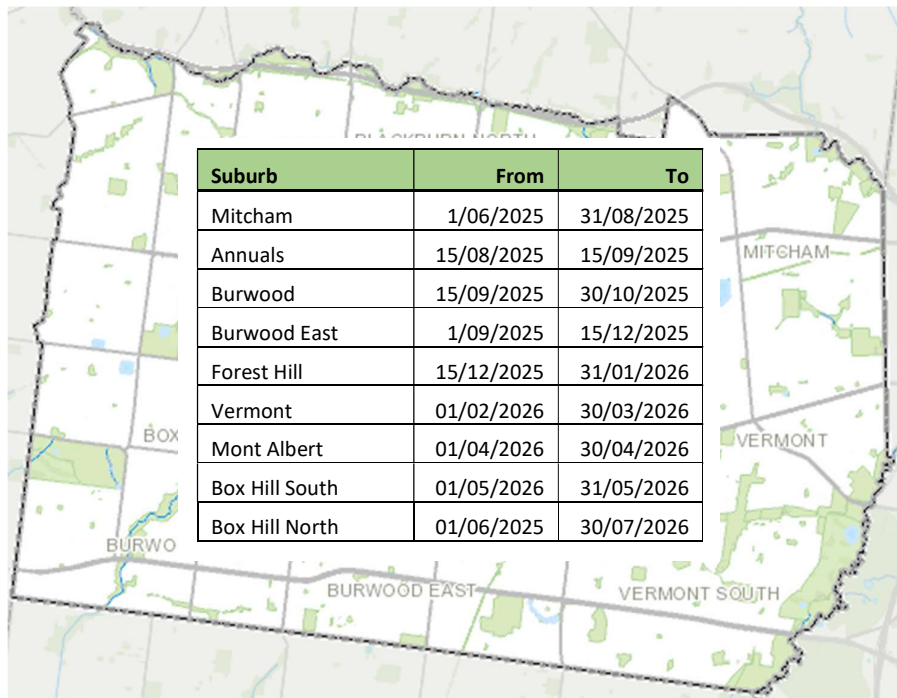 BLACKBURN NORTH
Suburb From To
Mitcham 1/06/2025 31/08/2025
Annuals 15/08/2025 15/09/2025
Burwood 15/09/2025 30/10/2025
Burwood East 1/09/2025 15/12/2025
Forest Hill 15/12/2025 31/01/2026
Vermont 01/02/2026 30/03/2026
Mont Albert 01/04/2026 30/04/2026
Box Hill South 01/05/2026 31/05/2026
Box Hill North 01/06/2025 30/07/2026
MITCHAM
BOX
VERMONT
BURWO
BURWOOD EAST
VERMONT SOUTH